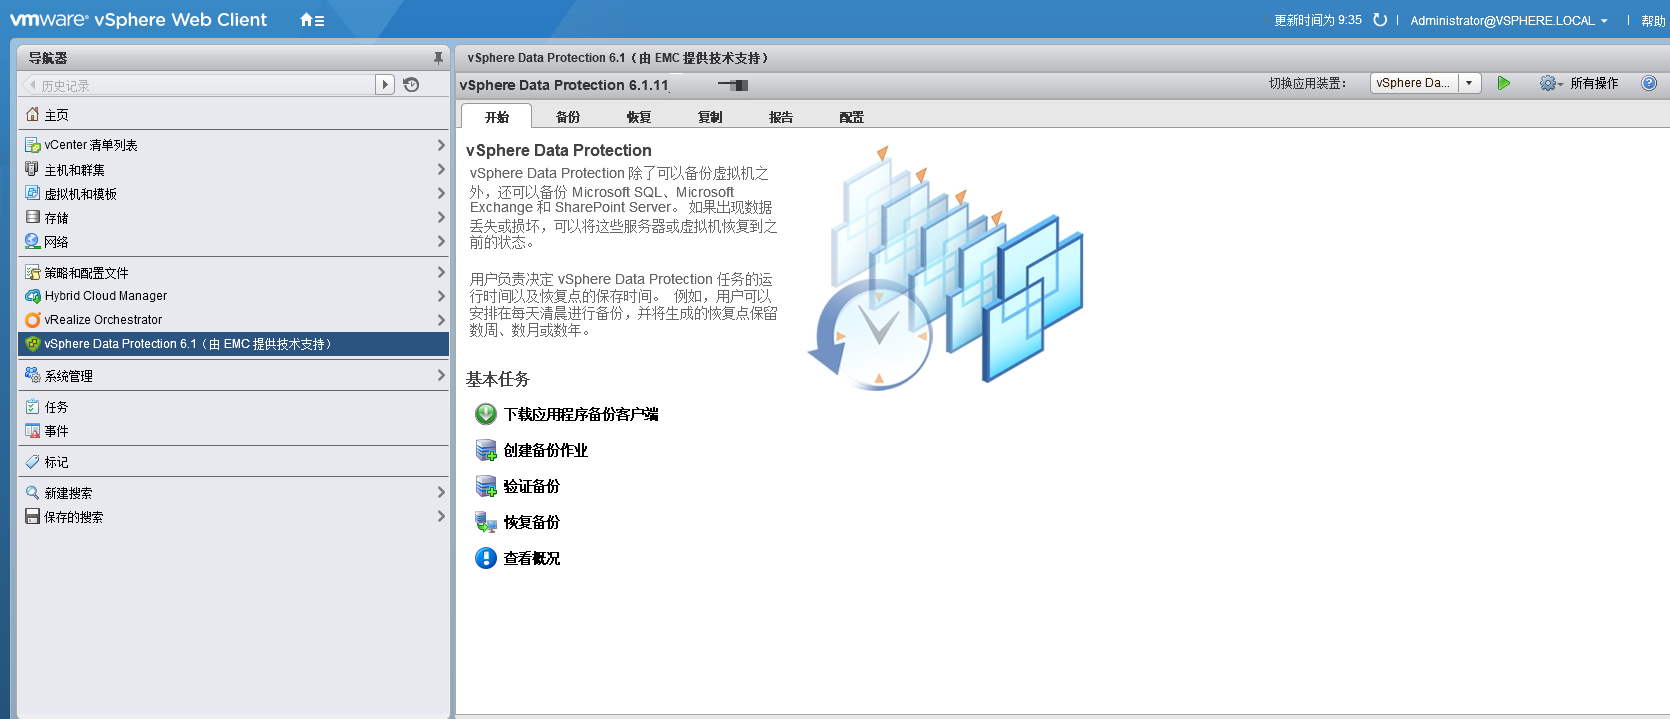 vmware® vSphere Web Client
更新时间为 9:35
Administrator@VSPHERE.LOCAL
帮助
导航器
历史记录
主页
vCenter 清单列表
主机和群集
虚拟机和模板
存储
网络
策略和配置文件
Hybrid Cloud Manager
vRealize Orchestrator
vSphere Data Protection 6.1（由 EMC 提供技术支持）
系统管理
任务
事件
标记
新建搜索
保存的搜索
vSphere Data Protection 6.1（由 EMC 提供技术支持）
vSphere Data Protection 6.1.11
切换应用装置：
vSphere Da...
所有操作
开始 备份 恢复 复制 报告 配置
vSphere Data Protection
vSphere Data Protection 除了可以备份虚拟机之
外，还可以备份 Microsoft SQL、Microsoft
Exchange 和 SharePoint Server。 如果出现数据
丢失或损坏，可以将这些服务器或虚拟机恢复到之
前的状态。
用户负责决定 vSphere Data Protection 任务的运
行时间以及恢复点的保存时间。 例如，用户可以
安排在每天清晨进行备份，并将生成的恢复点保留
数周、数月或数年。
基本任务
下载应用程序备份客户端
创建备份作业
验证备份
恢复备份
查看概况